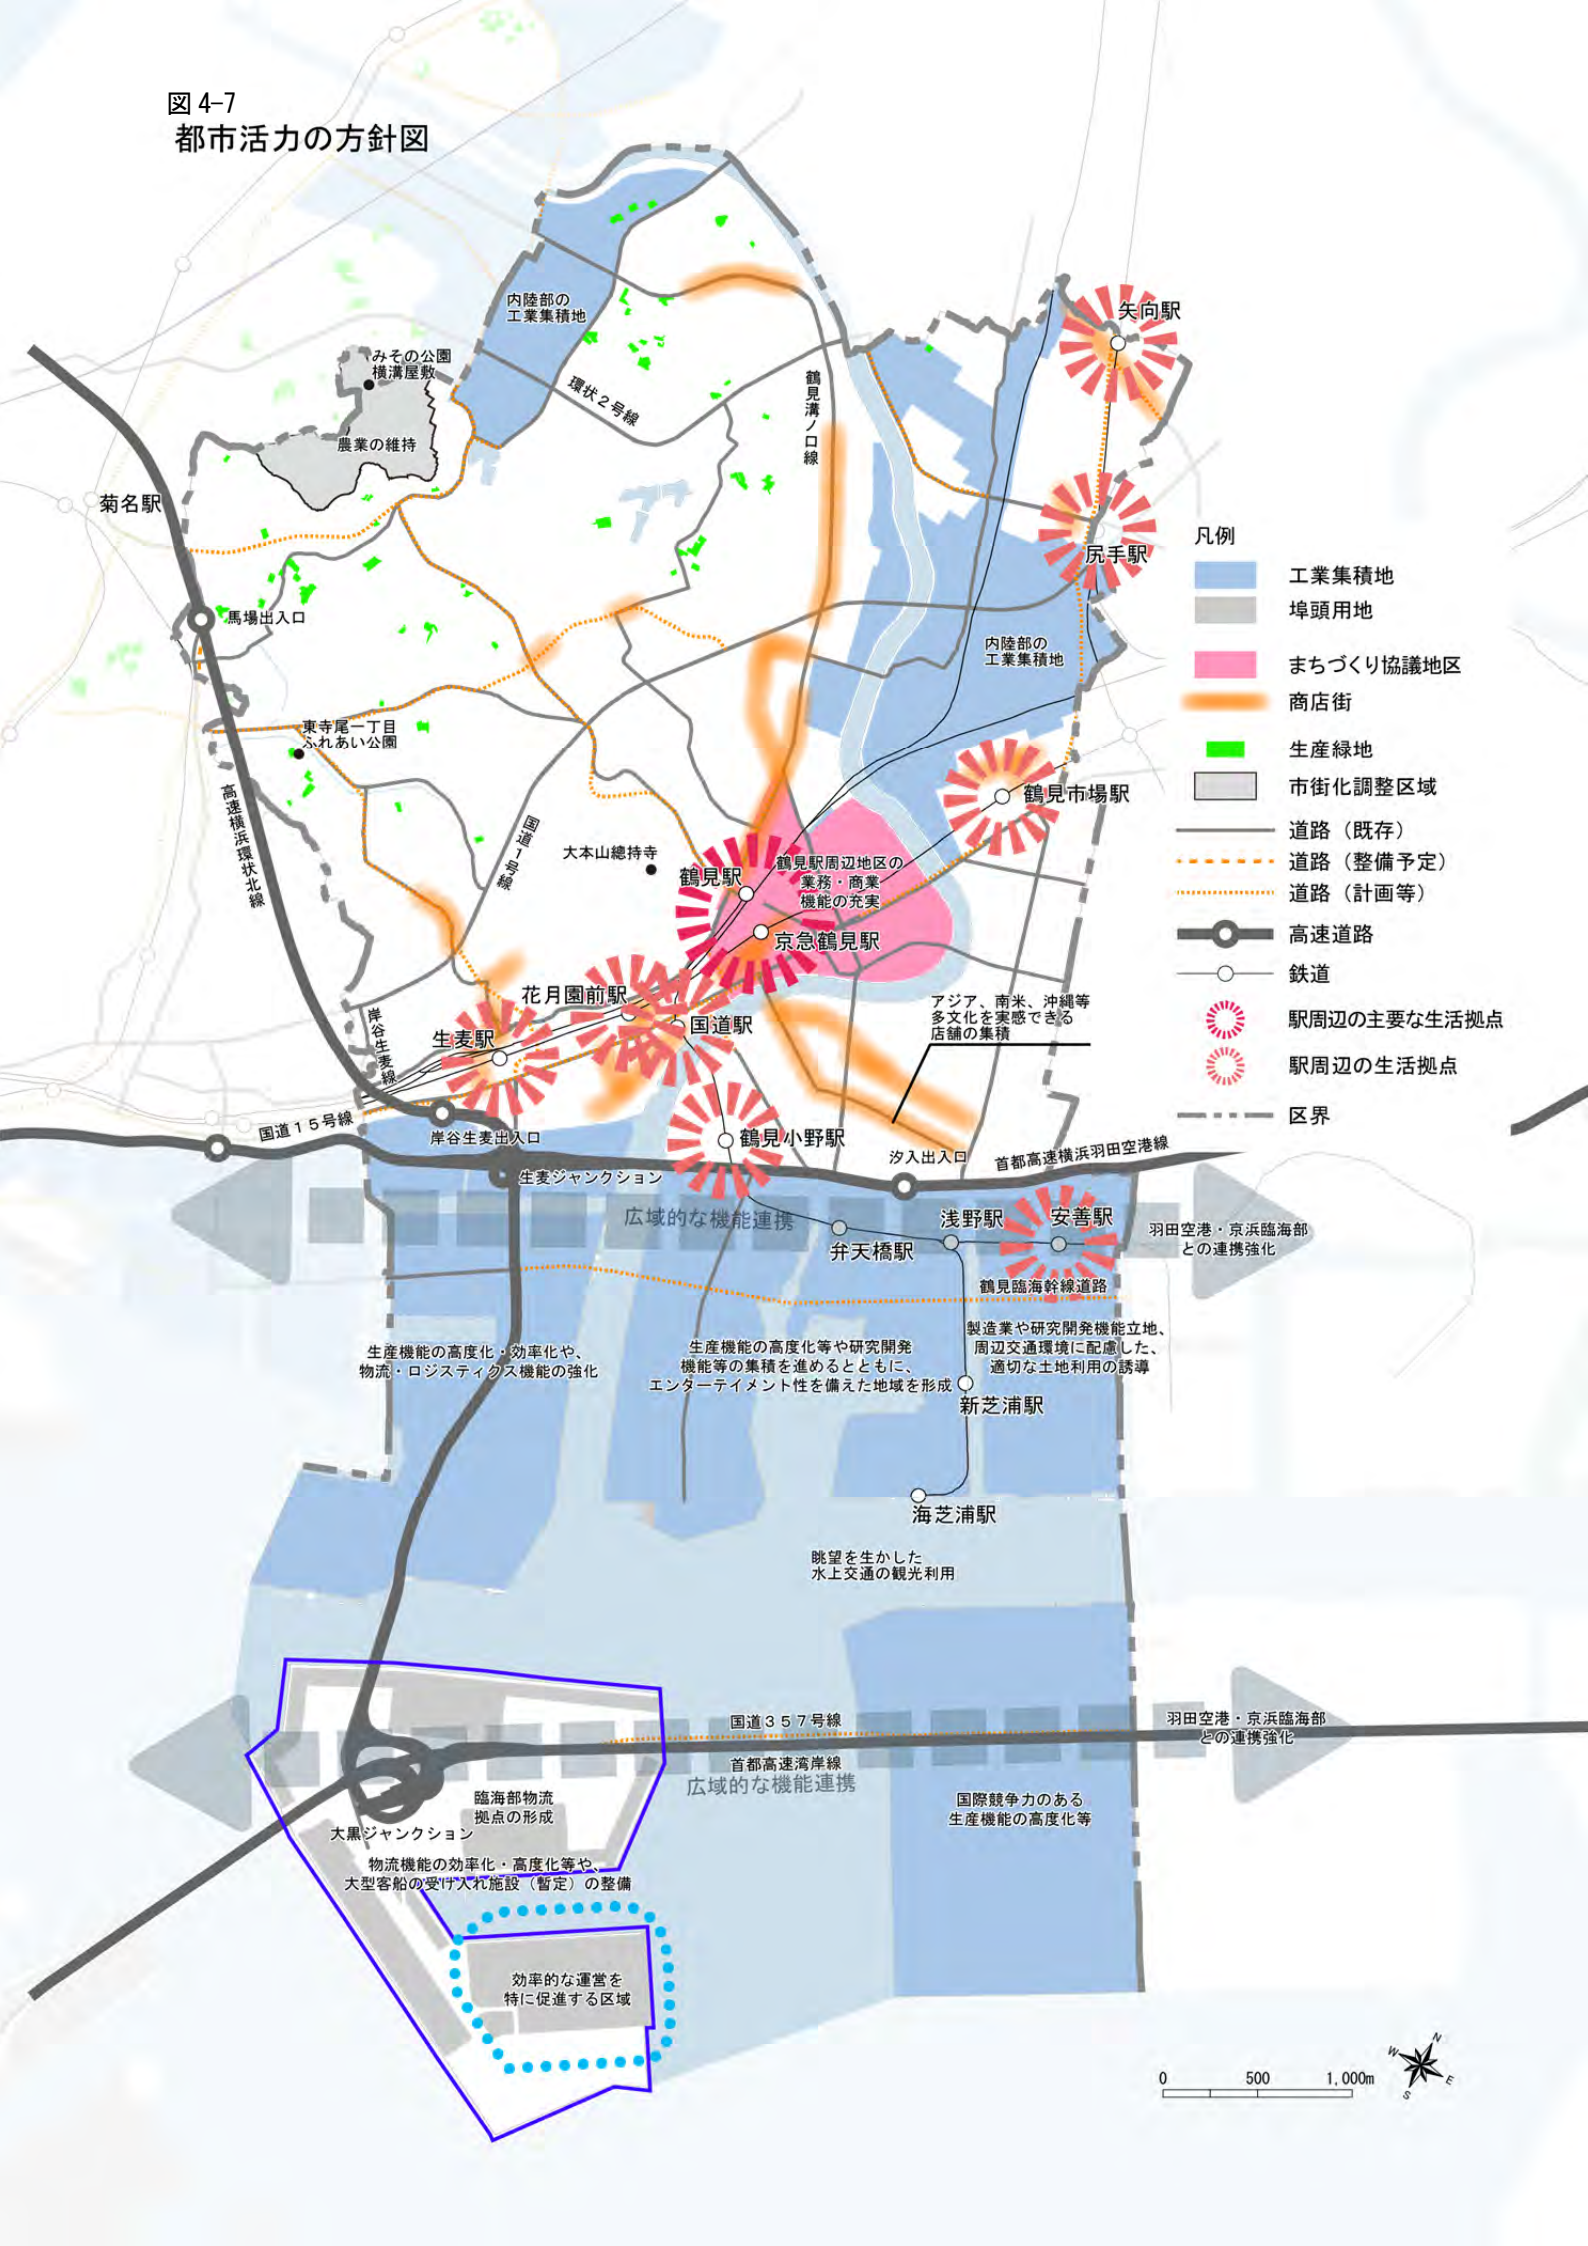 図 4-7
都市活力の方針図
矢向駅
内陸部の
工業集積地
みその公園
横溝屋敷
環状２号線
鶴見溝ノ口線
農業の維持
菊名駅
尻手駅
馬場出入口
内陸部の
工業集積地
東寺尾一丁目
ふれあい公園
高速横浜環状北線
国道１号線
鶴見市場駅
大本山總持寺
鶴見駅
鶴見駅周辺地区の
業務・商業
機能の充実
京急鶴見駅
花月園前駅
国道駅
生麦駅
岸谷生麦線
アジア、南米、沖縄等
多文化を実感できる
店舗の集積
国道１５号線
岸谷生麦出入口
鶴見小野駅
汐入出入口
首都高速横浜羽田空港線
生麦ジャンクション
広域的な機能連携
弁天橋駅
浅野駅
安善駅
羽田空港・京浜臨海部
との連携強化
鶴見臨海幹線道路
生産機能の高度化・効率化や、
物流・ロジスティクス機能の強化
生産機能の高度化等や研究開発
機能等の集積を進めるとともに、
エンターテイメント性を備えた地域を形成
製造業や研究開発機能立地、
周辺交通環境に配慮した、
適切な土地利用の誘導
新芝浦駅
海芝浦駅
眺望を生かした
水上交通の観光利用
国道３５７号線
首都高速湾岸線
広域的な機能連携
羽田空港・京浜臨海部
との連携強化
臨海部物流
拠点の形成
大黒ジャンクション
国際競争力のある
生産機能の高度化等
物流機能の効率化・高度化等や、
大型客船の受け入れ施設（暫定）の整備
効率的な運営を
特に促進する区域
凡例
工業集積地
埠頭用地
まちづくり協議地区
商店街
生産緑地
市街化調整区域
道路（既存）
道路（整備予定）
道路（計画等）
高速道路
鉄道
駅周辺の主要な生活拠点
駅周辺の生活拠点
区界
N
W
E
S
0 500 1,000m